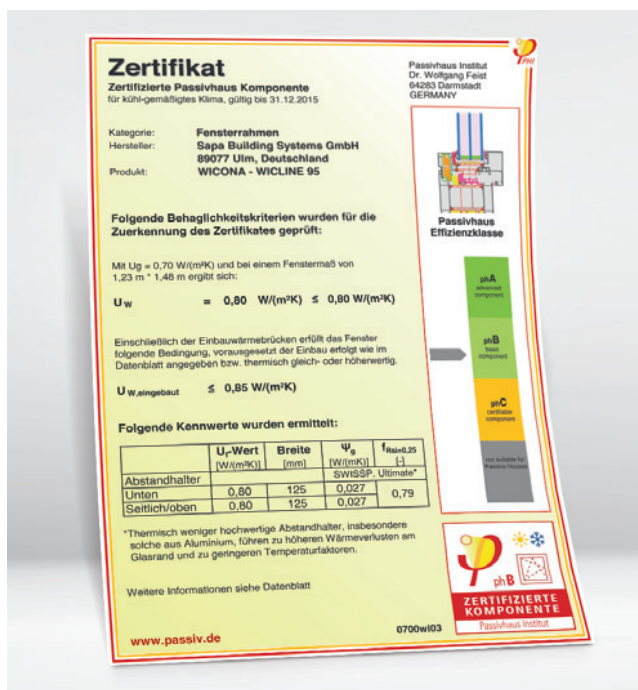 PHI
Zertifikat
Zertifizierte Passivhaus Komponente
für kühl-gemäßigtes Klima, gültig bis 31.12.2015
Passivhaus Institut
Dr. Wolfgang Feist
64283 Darmstadt
GERMANY
Kategorie: Fensterrahmen
Hersteller: Sapa Building Systems GmbH
89077 Ulm, Deutschland
Produkt: WICONA - WICLINE 95
Folgende Behaglichkeitskriterien wurden für die
Zuerkennung des Zertifikates geprüft:
Mit Ug = 0,70 W/(m²K) und bei einem Fenstermaß von
1,23 m * 1,48 m ergibt sich:
U W = 0,80 W/(m²K) ≤ 0,80 W/(m²K)
Einschließlich der Einbauwärmebrücken erfüllt das Fenster
folgende Bedingung, vorausgesetzt der Einbau erfolgt wie im
Datenblatt angegeben bzw. thermisch gleich- oder höherwertig.
U W,eingebaut ≤ 0,85 W/(m²K)
Folgende Kennwerte wurden ermittelt:
Uf-Wert Breite Ψg fRsi=0,25
[W/(m²K)] [mm] [W/(mK)] [-]
Abstandhalter SWISSP. Ultimate*
Unten 0,80 125 0,027 0,79
Seitlich/oben 0,80 125 0,027
*Thermisch weniger hochwertige Abstandhalter, insbesondere
solche aus Aluminium, führen zu höheren Wärmeverlusten am
Glasrand und zu geringeren Temperaturfaktoren.
Weitere Informationen siehe Datenblatt
www.passiv.de
0700wi03
Passivhaus
Effizienzklasse
phA
advanced
component
phB
basic
component
phC
certifiable
component
not suitable for
Passive Houses
ph B
ZERTIFIZIERTE
KOMPONENTE
Passivhaus Institut